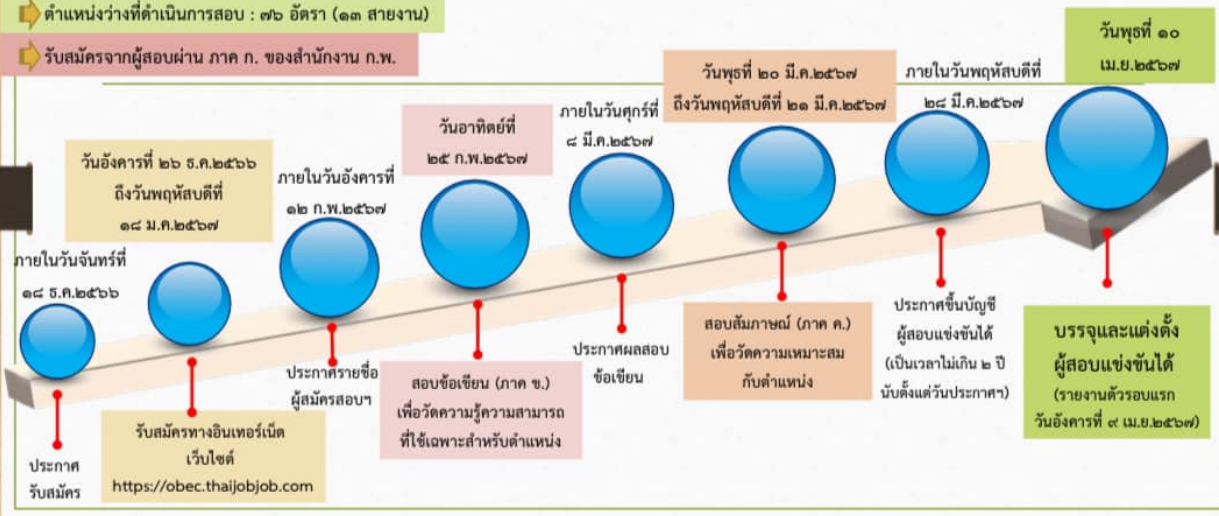 ตำแหน่งว่างที่ดำเนินการสอบ : ๗๖ อัตรา (๑๓ สายงาน)
รับสมัครจากผู้สอบผ่าน ภาค ก. ของสำนักงาน ก.พ.
ภายในวันจันทร์ที่
๑๘ ธ.ค.๒๕๖๖
ประกาศ
รับสมัคร
วันอังคารที่ ๒๖ ธ.ค.๒๕๖๖
ถึงวันพฤหัสบดีที่
๑๘ ม.ค.๒๕๖๗
รับสมัครทางอินเทอร์เน็ต
เว็บไซต์
https://obec.thaijobjob.com
ภายในวันอังคารที่
๑๒ ก.พ.๒๕๖๗
ประกาศรายชื่อ
ผู้สมัครสอบฯ
วันอาทิตย์ที่
๒๕ ก.พ.๒๕๖๗
สอบข้อเขียน (ภาค ข.)
เพื่อวัดความรู้ความสามารถ
ที่ใช้เฉพาะสำหรับตำแหน่ง
ภายในวันศุกร์ที่
๘ มี.ค.๒๕๖๗
ประกาศผลสอบ
ข้อเขียน
วันพุธที่ ๒๐ มี.ค.๒๕๖๗
ถึงวันพฤหัสบดีที่ ๒๑ มี.ค.๒๕๖๗
สอบสัมภาษณ์ (ภาค ค.)
เพื่อวัดความเหมาะสม
กับตำแหน่ง
ภายในวันพฤหัสบดีที่
๒๘ มี.ค.๒๕๖๗
ประกาศขึ้นบัญชี
ผู้สอบแข่งขันได้
(เป็นเวลาไม่เกิน ๒ ปี
นับตั้งแต่วันประกาศฯ)
วันพุธที่ ๑๐
เม.ย.๒๕๖๗
บรรจุและแต่งตั้ง
ผู้สอบแข่งขันได้
(รายงานตัวรอบแรก
วันอังคารที่ ๙ เม.ย.๒๕๖๗)